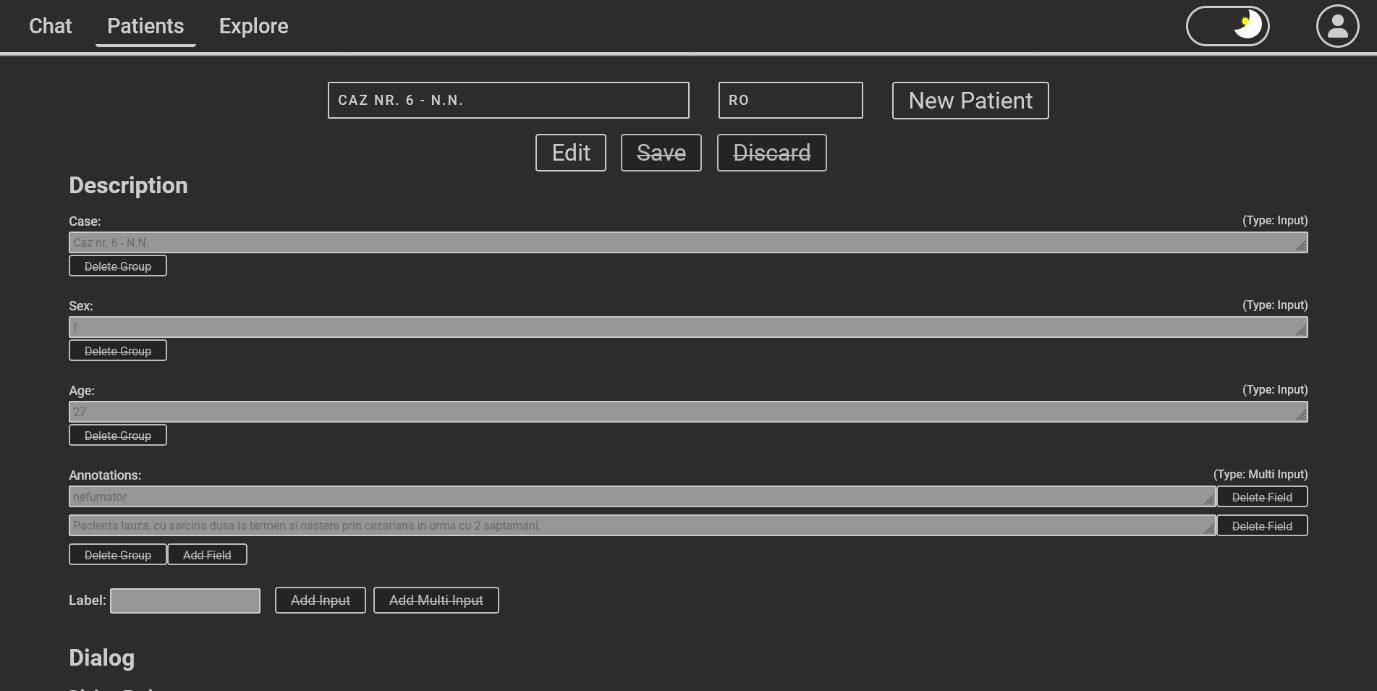 Chat Patients Explore
CAZ NR. 6 - N.N. RO New Patient
Edit Save Discard
Description
Case: (Type: Input)
Caz nr. 6 - N.N.
Delete Group
Sex: (Type: Input)
f
Delete Group
Age: (Type: Input)
27
Delete Group
Annotations: (Type: Multi Input)
nefumator Delete Field
Pacienta lauza, cu sarcina dusa la termen si nastere prin cezariana in urma cu 2 saptamani. Delete Field
Delete Group Add Field
Label: Add Input Add Multi Input
Dialog